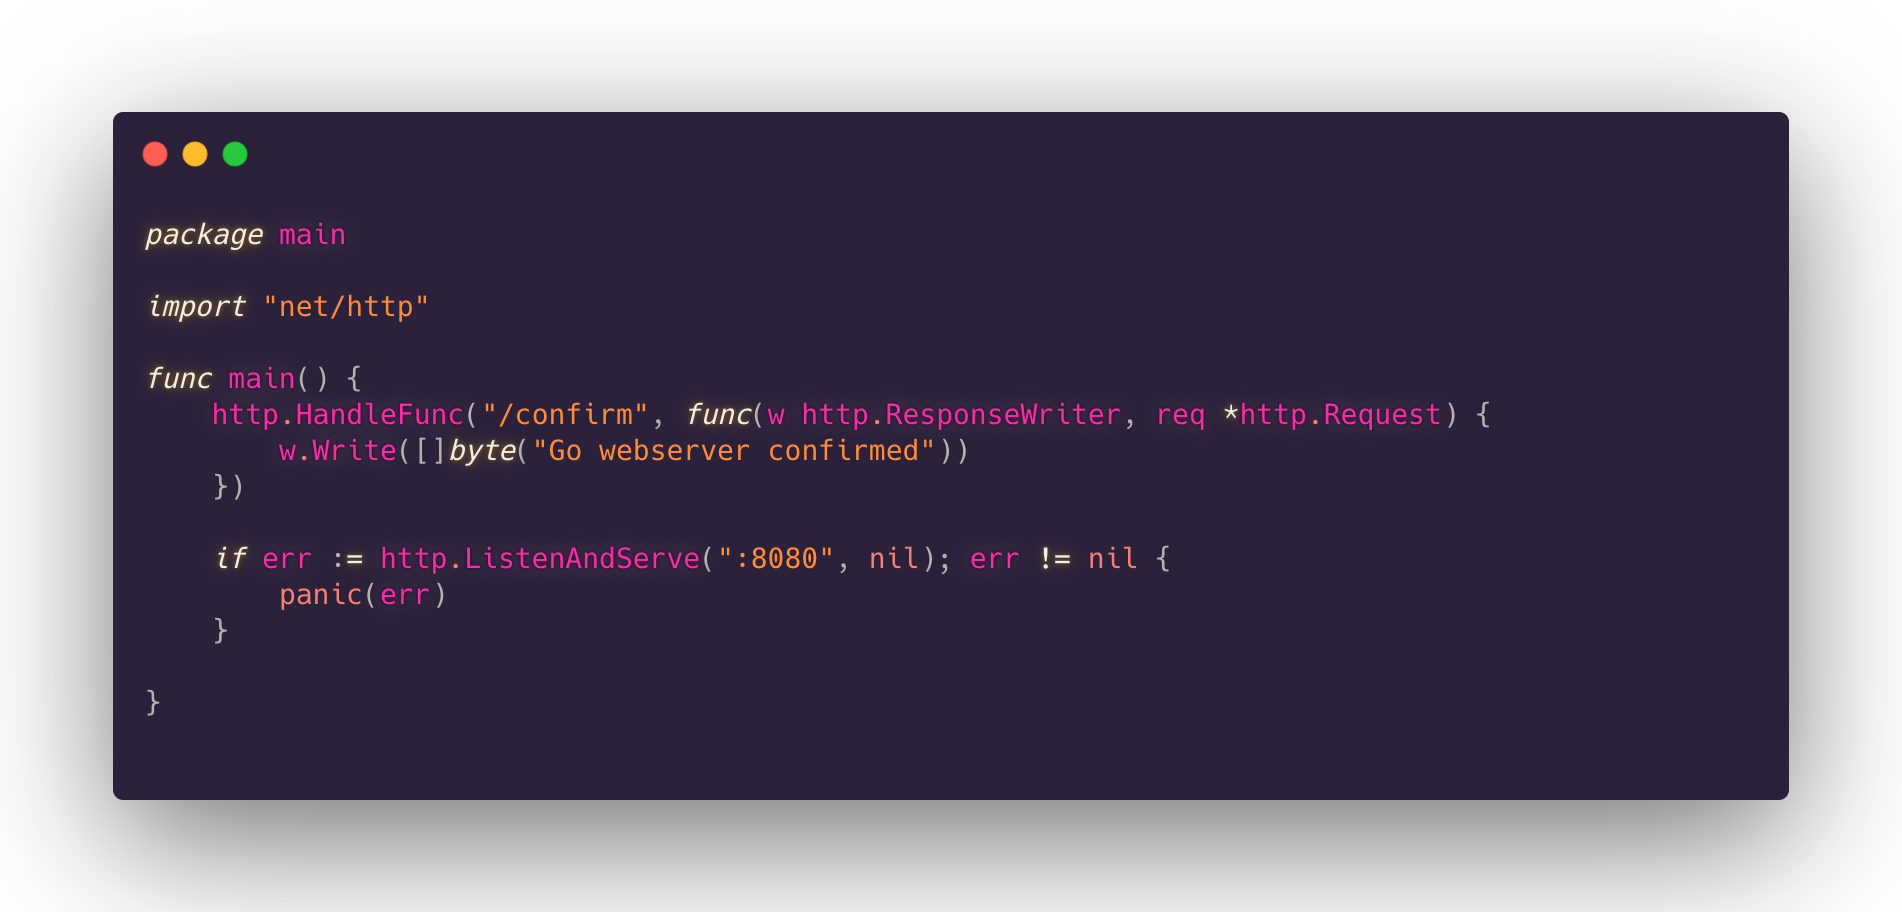 package main
import "net/http"
func main() {
    http.HandleFunc("/confirm", func(w http.ResponseWriter, req *http.Request) {
        w.Write([]byte("Go webserver confirmed"))
    })
    if err := http.ListenAndServe(":8080", nil); err != nil {
        panic(err)
    }
}